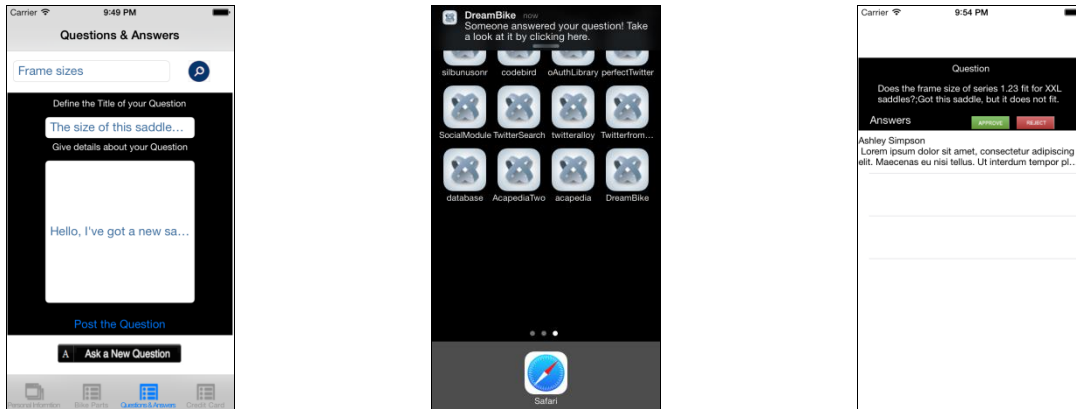 Carrier 9:49 PM
Questions & Answers
Frame sizes
Define the Title of your Question
The size of this saddle...
Give details about your Question
Hello, I've got a new sa...
Post the Question
A Ask a New Question
Personal Information Bike Parts Questions & Answers Credit Card
DreamBike now
Someone answered your question! Take
a look at it by clicking here.
silbunusonr codebird oAuthLibrary perfectTwitter
SocialModule TwitterSearch twitteralloy Twitterfrom...
database AcapediaTwo acapedia DreamBike
Safari
Carrier 9:54 PM
Question
Does the frame size of series 1.23 fit for XXL
saddles?;Got this saddle, but it does not fit.
Answers APPROVE REJECT
Ashley Simpson
Lorem ipsum dolor sit amet, consectetur adipiscing
elit. Maecenas eu nisi tellus. Ut interdum tempor pl...